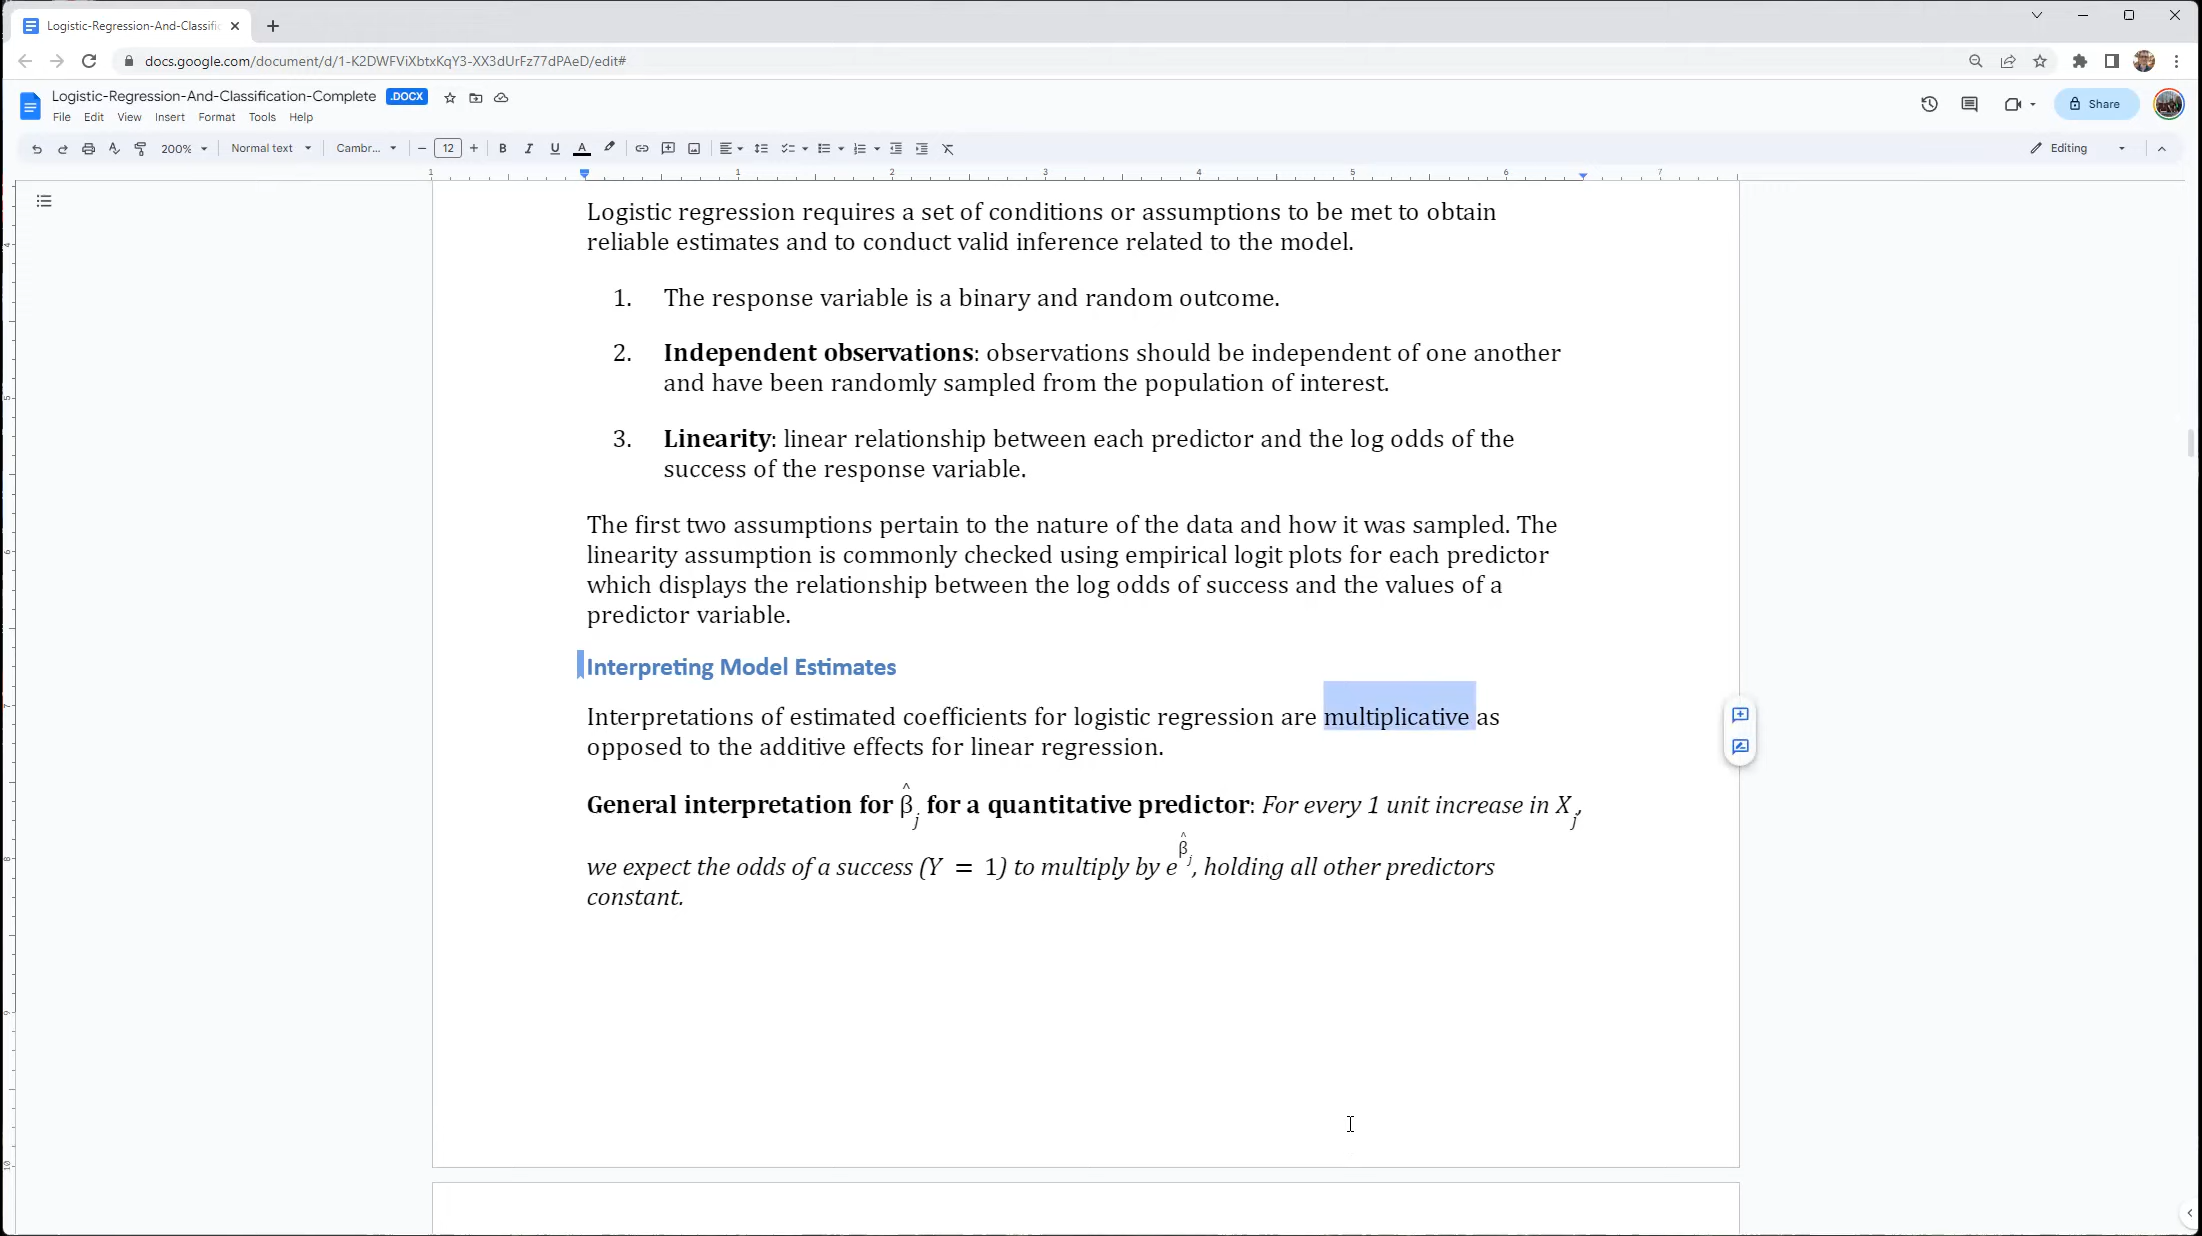 Logistic-Regression-And-Classific
docs.google.com/document/d/1-K2DWFViXbtxKqY3-XX3dUrFz77dPAeD/edit#
Logistic-Regression-And-Classification-Complete .DOCX
Share
File Edit View Insert Format Tools Help
200% Normal text Cambr... 12 B I U A Editing
1 1 2 3 4 5 6 7
Logistic regression requires a set of conditions or assumptions to be met to obtain
reliable estimates and to conduct valid inference related to the model.
1. The response variable is a binary and random outcome.
2. Independent observations: observations should be independent of one another
and have been randomly sampled from the population of interest.
3. Linearity: linear relationship between each predictor and the log odds of the
success of the response variable.
The first two assumptions pertain to the nature of the data and how it was sampled. The
linearity assumption is commonly checked using empirical logit plots for each predictor
which displays the relationship between the log odds of success and the values of a
predictor variable.
Interpreting Model Estimates
Interpretations of estimated coefficients for logistic regression are multiplicative as
opposed to the additive effects for linear regression.
General interpretation for β̂j for a quantitative predictor: For every 1 unit increase in Xj,
we expect the odds of a success (Y = 1) to multiply by e^β̂j, holding all other predictors
constant.